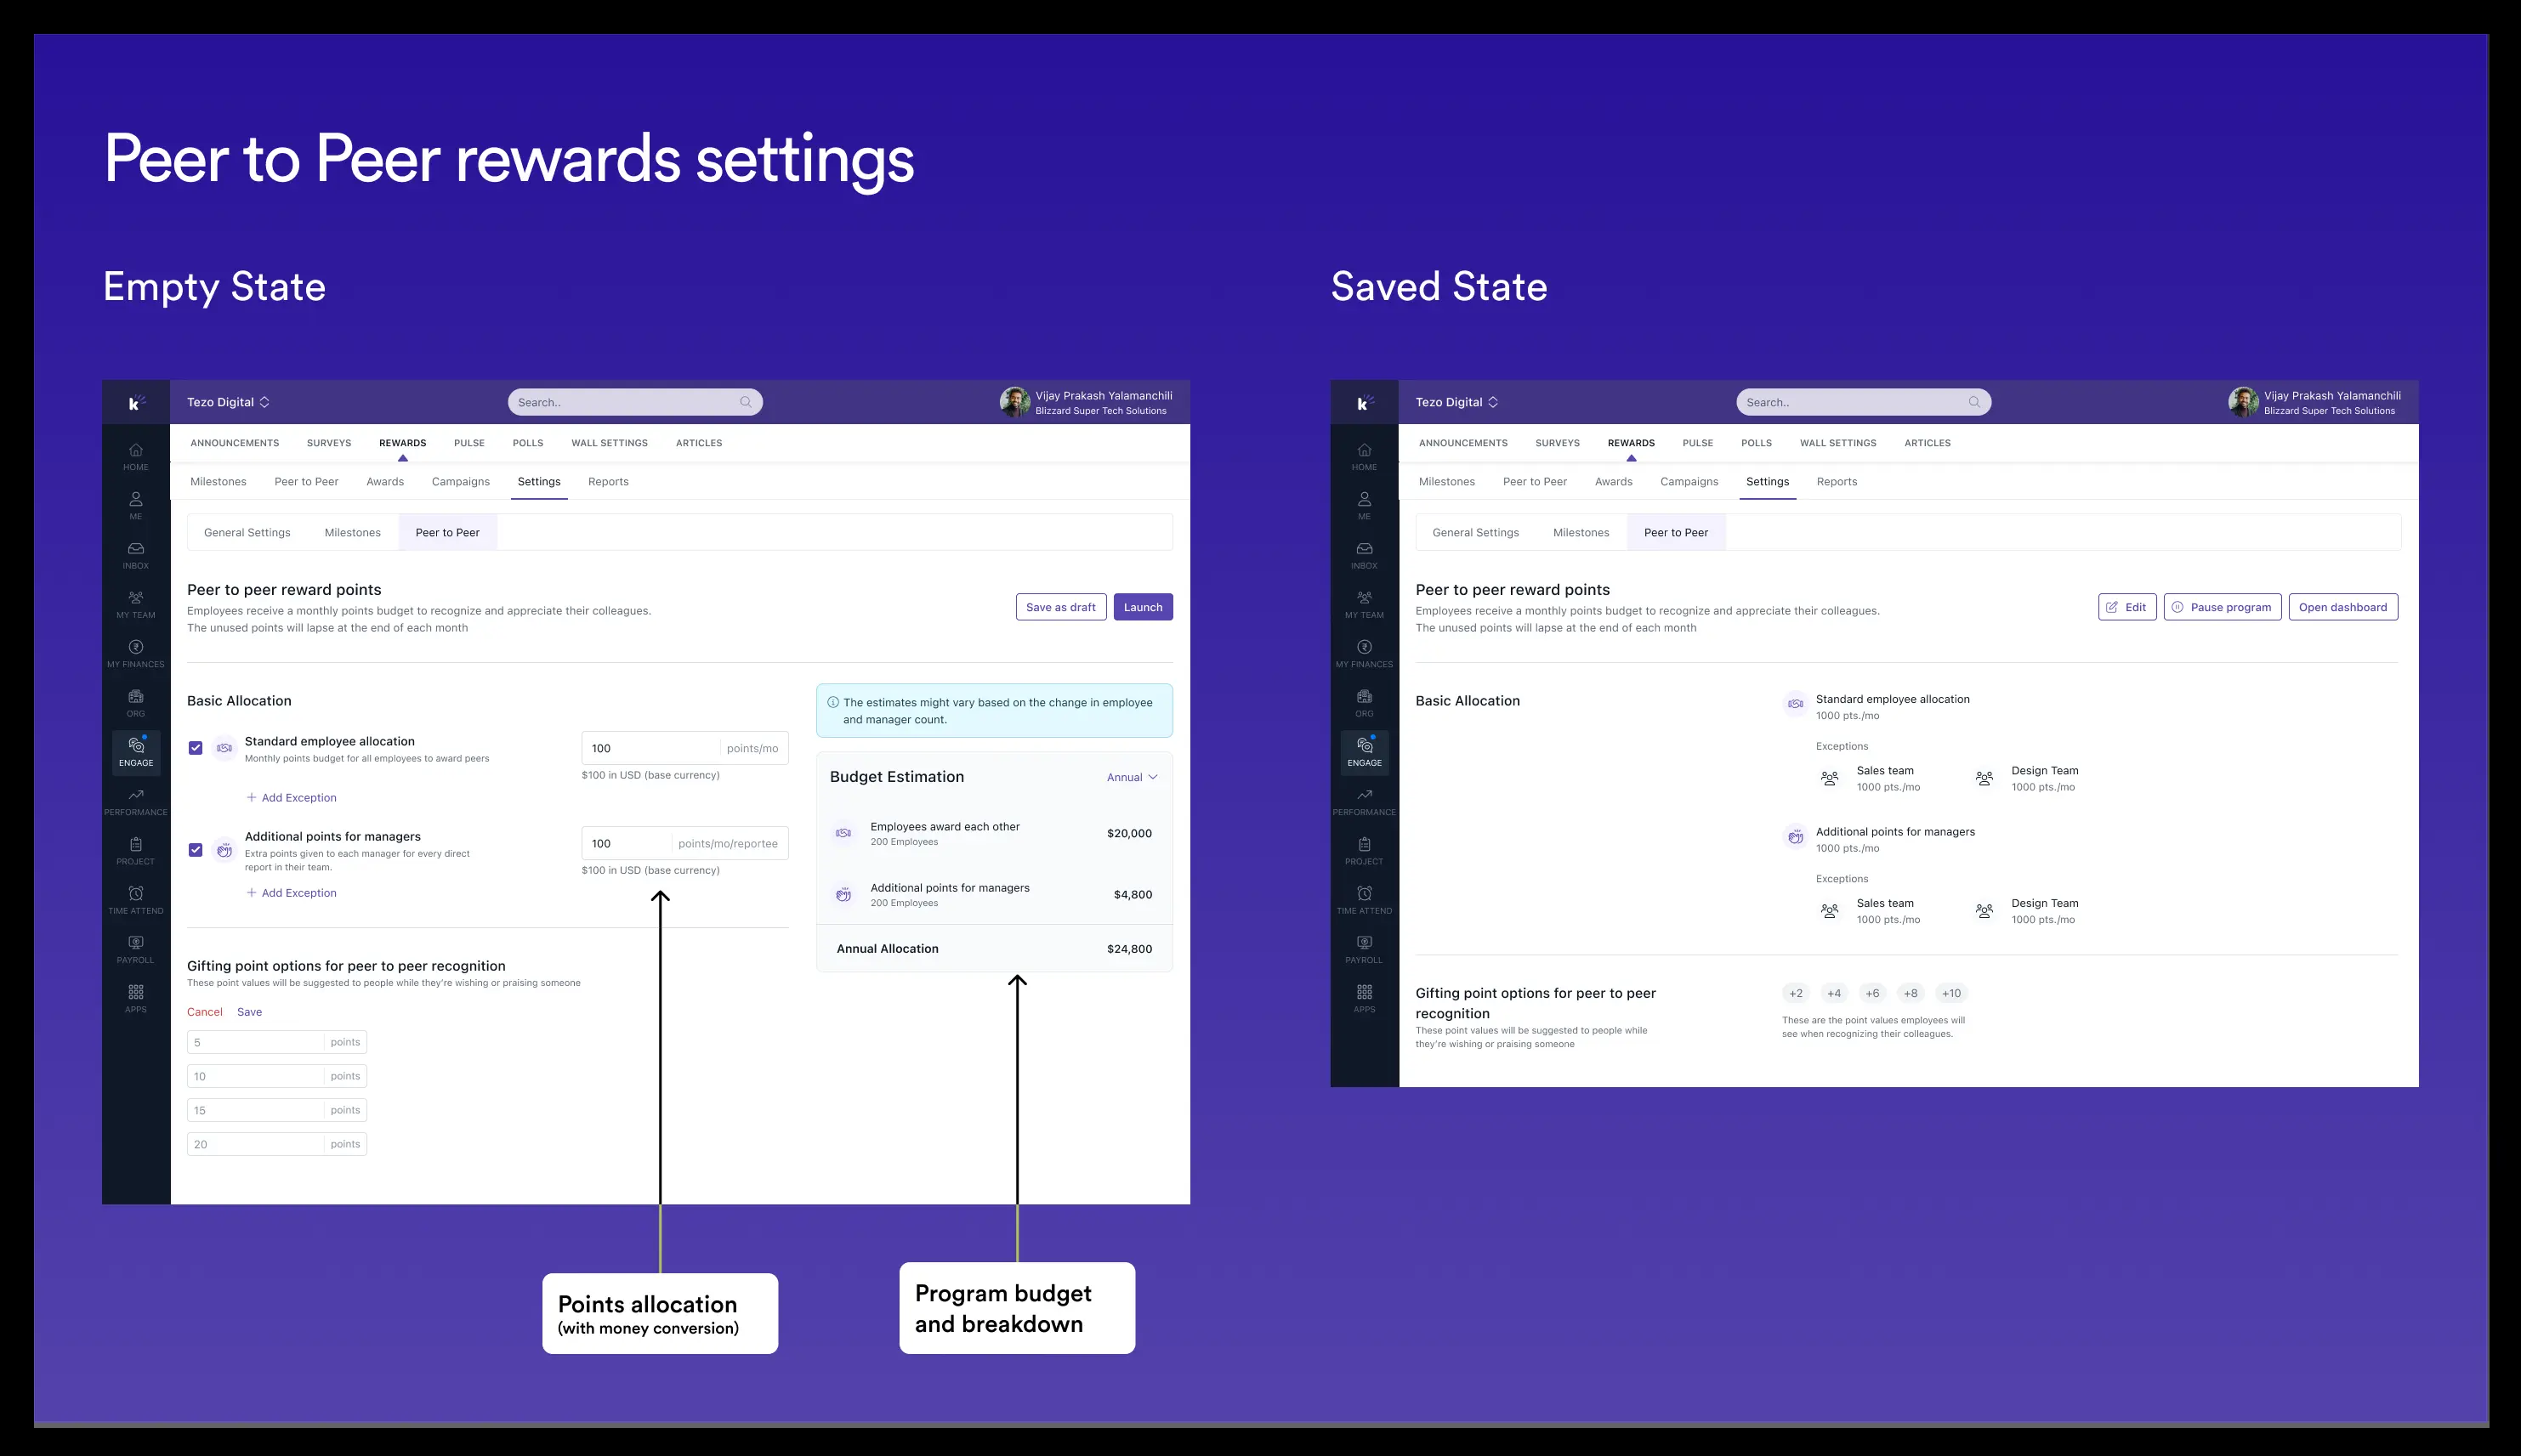 Peer to Peer rewards settings
Empty State
k
Tezo Digital
Search..
Vijay Prakash Yalamanchili
Blizzard Super Tech Solutions
HOME
ME
INBOX
MY TEAM
MY FINANCES
ORG
ENGAGE
PERFORMANCE
PROJECT
TIME ATTEND
PAYROLL
APPS
ANNOUNCEMENTS SURVEYS REWARDS PULSE POLLS WALL SETTINGS ARTICLES
Milestones Peer to Peer Awards Campaigns Settings Reports
General Settings Milestones Peer to Peer
Peer to peer reward points
Employees receive a monthly points budget to recognize and appreciate their colleagues.
The unused points will lapse at the end of each month
Save as draft Launch
Basic Allocation
Standard employee allocation
Monthly points budget for all employees to award peers
100 points/mo
$100 in USD (base currency)
+ Add Exception
Additional points for managers
Extra points given to each manager for every direct
report in their team.
100 points/mo/reportee
$100 in USD (base currency)
+ Add Exception
Gifting point options for peer to peer recognition
These point values will be suggested to people while they're wishing or praising someone
Cancel Save
5 points
10 points
15 points
20 points
The estimates might vary based on the change in employee
and manager count.
Budget Estimation Annual
Employees award each other
200 Employees
$20,000
Additional points for managers
200 Employees
$4,800
Annual Allocation $24,800
Points allocation
(with money conversion)
Program budget
and breakdown
Saved State
k
Tezo Digital
Search..
Vijay Prakash Yalamanchili
Blizzard Super Tech Solutions
HOME
ME
INBOX
MY TEAM
MY FINANCES
ORG
ENGAGE
PERFORMANCE
PROJECT
TIME ATTEND
PAYROLL
APPS
ANNOUNCEMENTS SURVEYS REWARDS PULSE POLLS WALL SETTINGS ARTICLES
Milestones Peer to Peer Awards Campaigns Settings Reports
General Settings Milestones Peer to Peer
Peer to peer reward points
Employees receive a monthly points budget to recognize and appreciate their colleagues.
The unused points will lapse at the end of each month
Edit Pause program Open dashboard
Basic Allocation
Standard employee allocation
1000 pts./mo
Exceptions
Sales team
1000 pts./mo
Design Team
1000 pts./mo
Additional points for managers
1000 pts./mo
Exceptions
Sales team
1000 pts./mo
Design Team
1000 pts./mo
Gifting point options for peer to peer
recognition
These point values will be suggested to people while
they're wishing or praising someone
+2 +4 +6 +8 +10
These are the point values employees will
see when recognizing their colleagues.